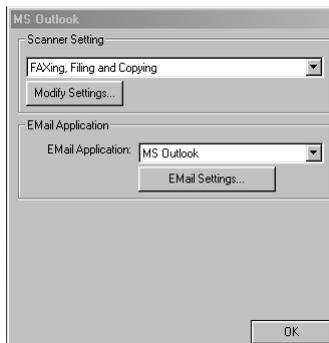 MS Outlook
Scanner Setting
FAXing, Filing and Copying
Modify Settings...
EMail Application
EMail Application: MS Outlook
EMail Settings...
OK